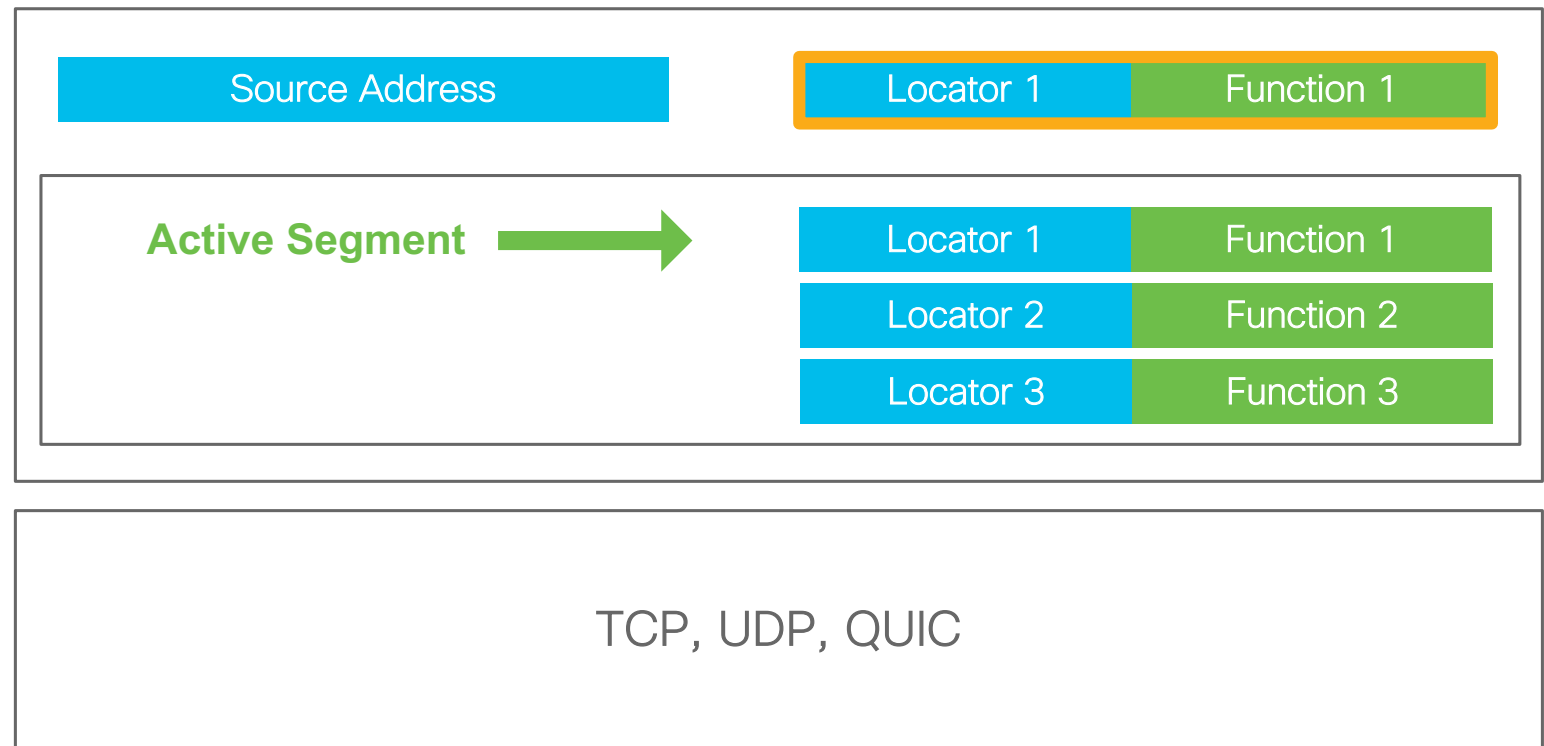 Source Address
Locator 1 Function 1
Active Segment
Locator 1 Function 1
Locator 2 Function 2
Locator 3 Function 3
TCP, UDP, QUIC